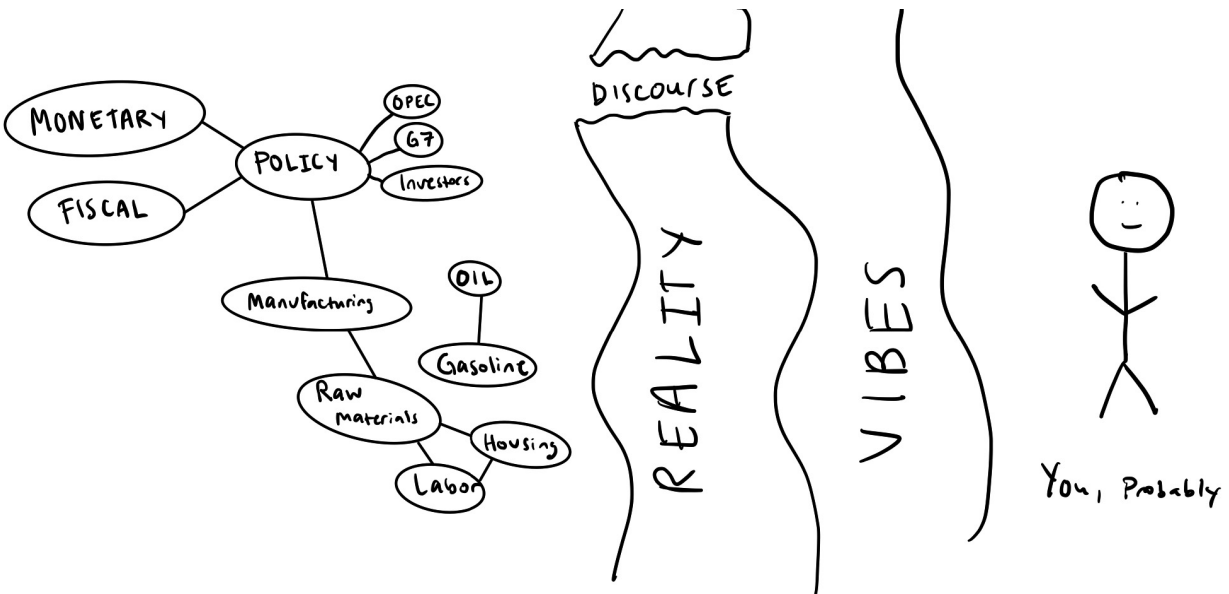 MONETARY
FISCAL
POLICY
OPEC
G7
Investors
Manufacturing
OIL
Gasoline
Raw
Materials
Housing
Labor
DISCOURSE
REALITY
VIBES
You, Probably